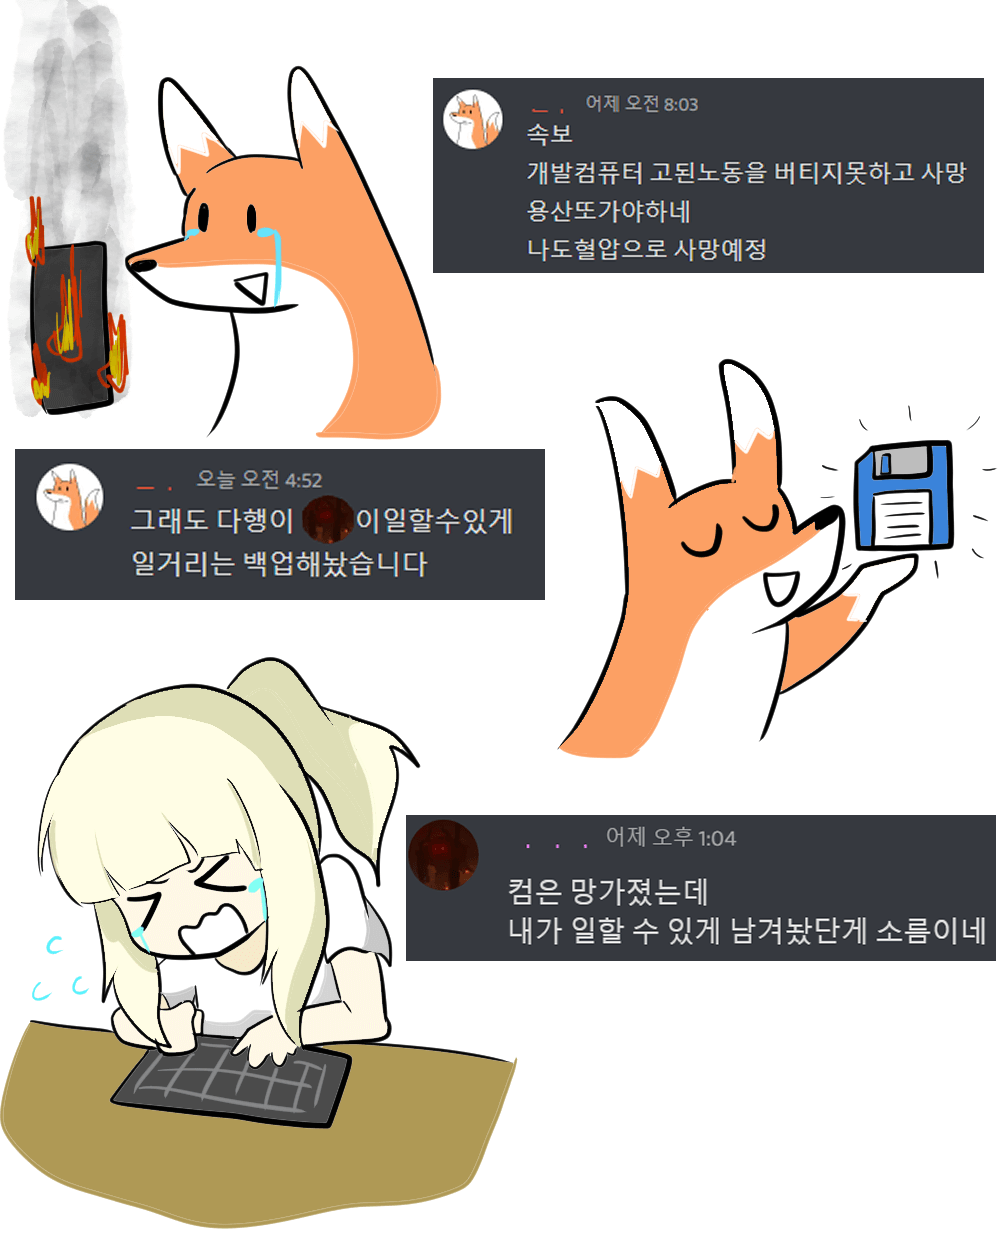 어제 오전 8:03
속보
개발컴퓨터 고된노동을 버티지못하고 사망
용산또가야하네
나도혈압으로 사망예정
오늘 오전 4:52
그래도 다행이 이일할수있게
일거리는 백업해놨습니다
어제 오후 1:04
컴은 망가졌는데
내가 일할 수 있게 남겨놨단게 소름이네